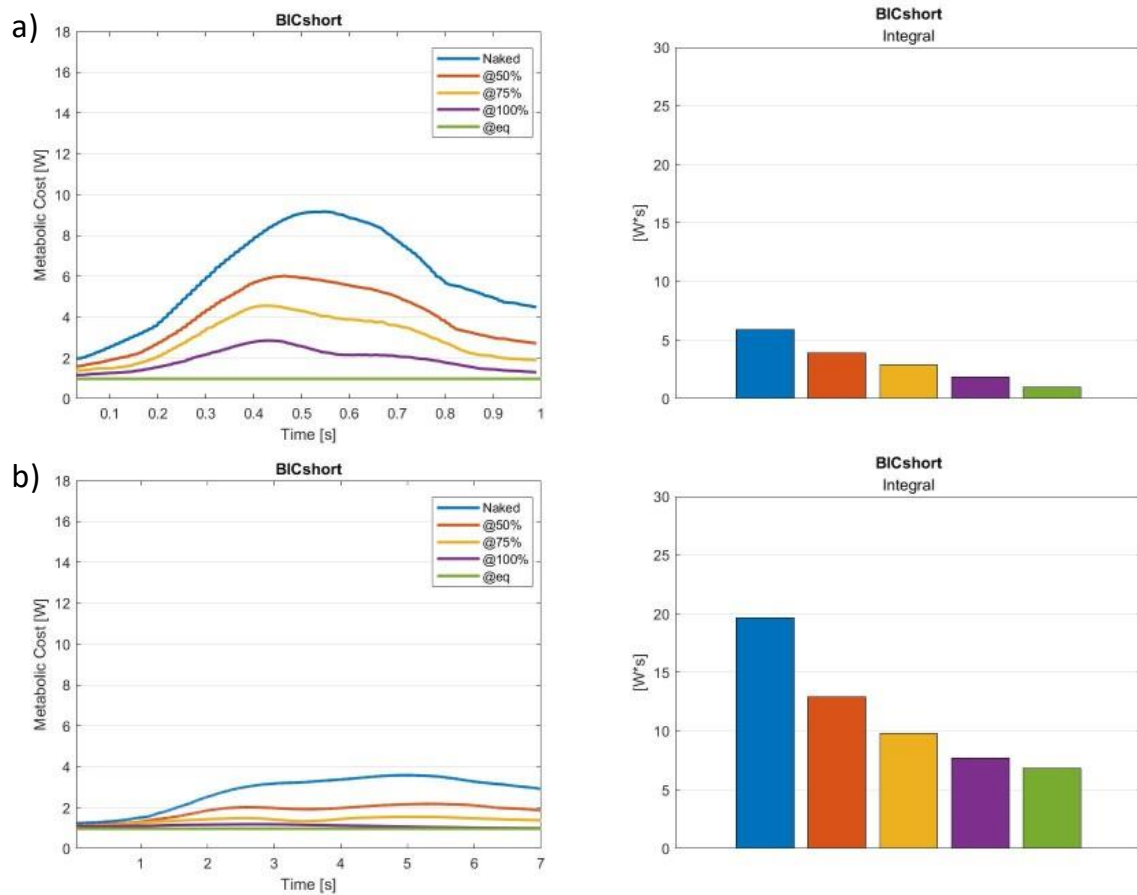 a)
BICshort
18
16
14
12
10
8
6
4
2
0
Metabolic Cost [W]
Naked
@50%
@75%
@100%
@eq
0.1 0.2 0.3 0.4 0.5 0.6 0.7 0.8 0.9 1
Time [s]
BICshort
Integral
30
25
20
15
10
5
0
[W*s]
b)
BICshort
18
16
14
12
10
8
6
4
2
0
Metabolic Cost [W]
Naked
@50%
@75%
@100%
@eq
1 2 3 4 5 6 7
Time [s]
BICshort
Integral
30
25
20
15
10
5
0
[W*s]